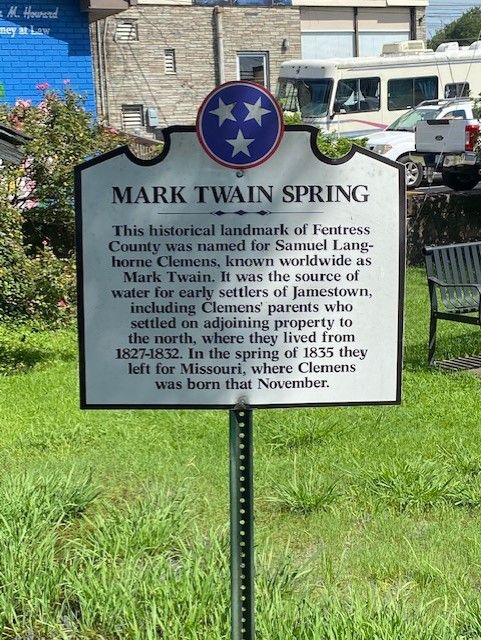 M. Howard
ney at Law
MARK TWAIN SPRING
This historical landmark of Fentress
County was named for Samuel Lang-
horne Clemens, known worldwide as
Mark Twain. It was the source of
water for early settlers of Jamestown,
including Clemens' parents who
settled on adjoining property to
the north, where they lived from
1827-1832. In the spring of 1835 they
left for Missouri, where Clemens
was born that November.